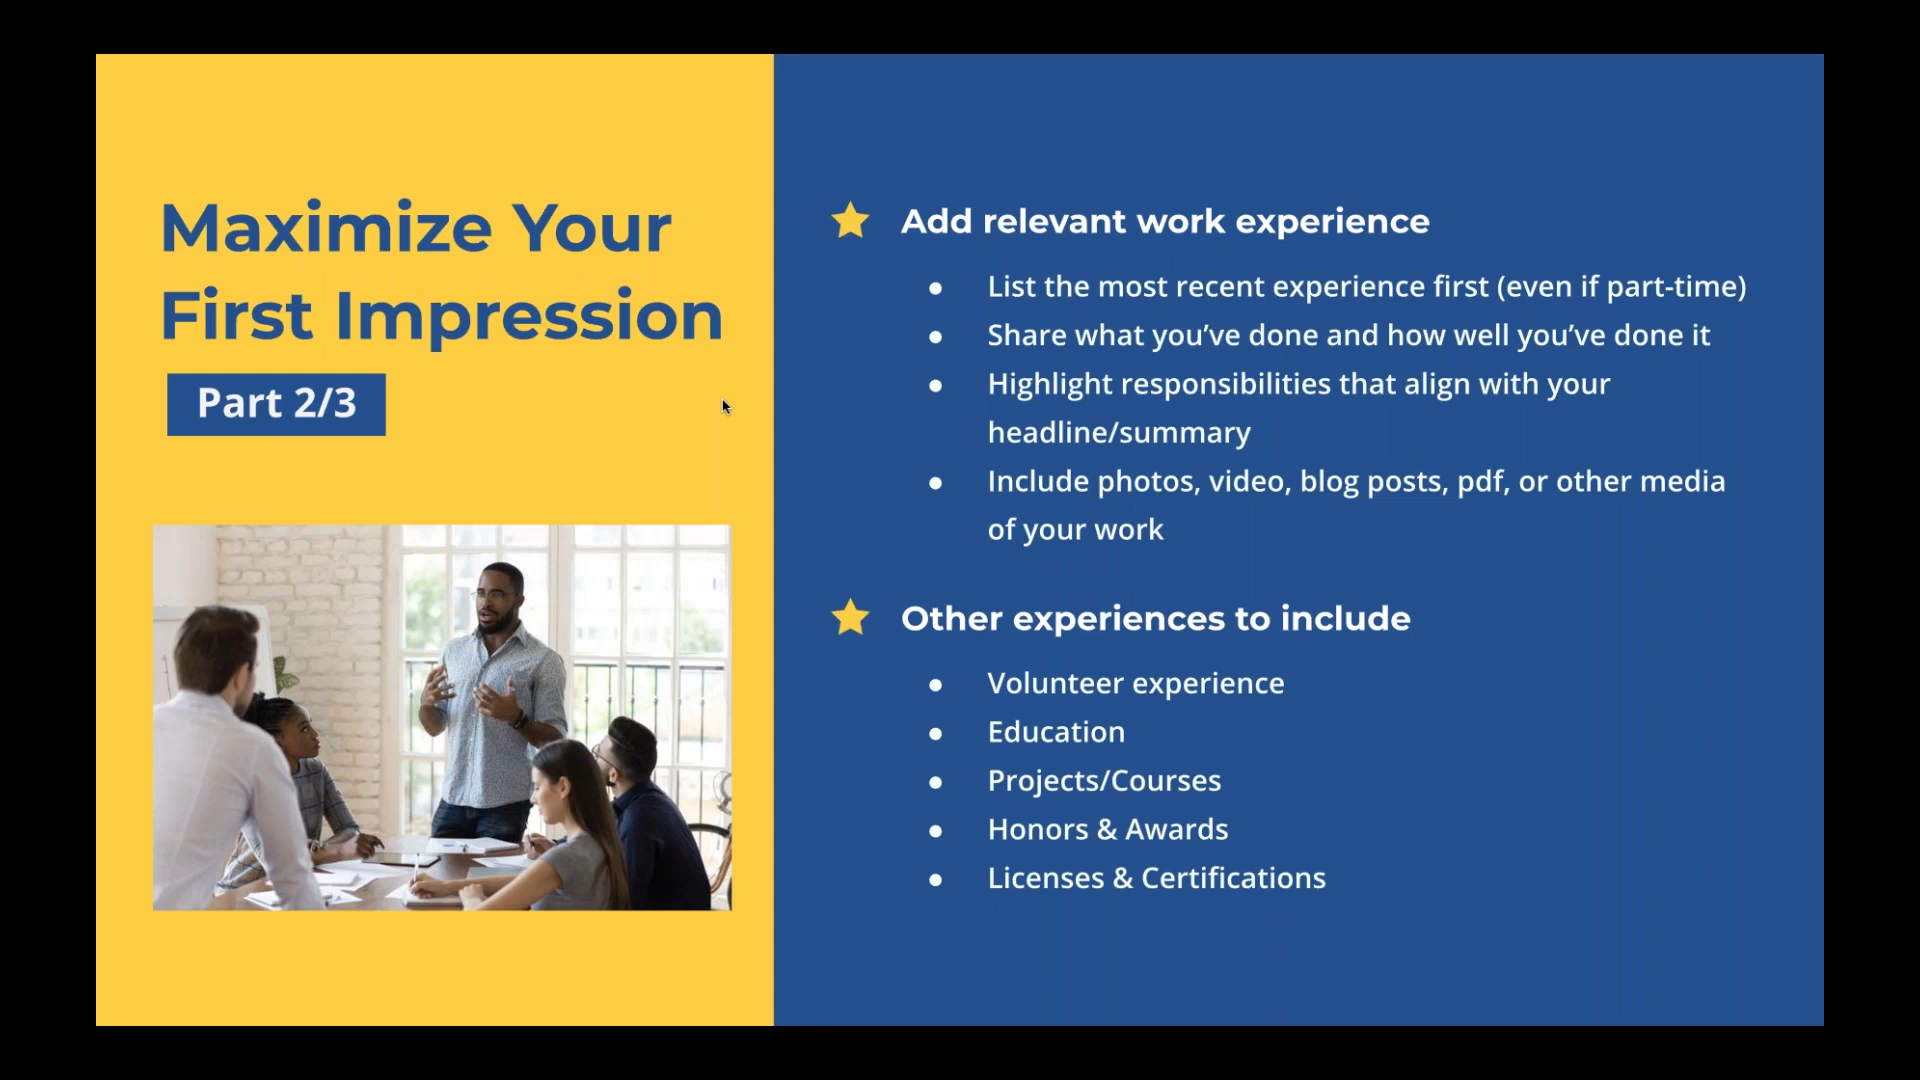 Maximize Your
First Impression
Part 2/3
Add relevant work experience
● List the most recent experience first (even if part-time)
● Share what you’ve done and how well you’ve done it
● Highlight responsibilities that align with your
headline/summary
● Include photos, video, blog posts, pdf, or other media
of your work
Other experiences to include
● Volunteer experience
● Education
● Projects/Courses
● Honors & Awards
● Licenses & Certifications